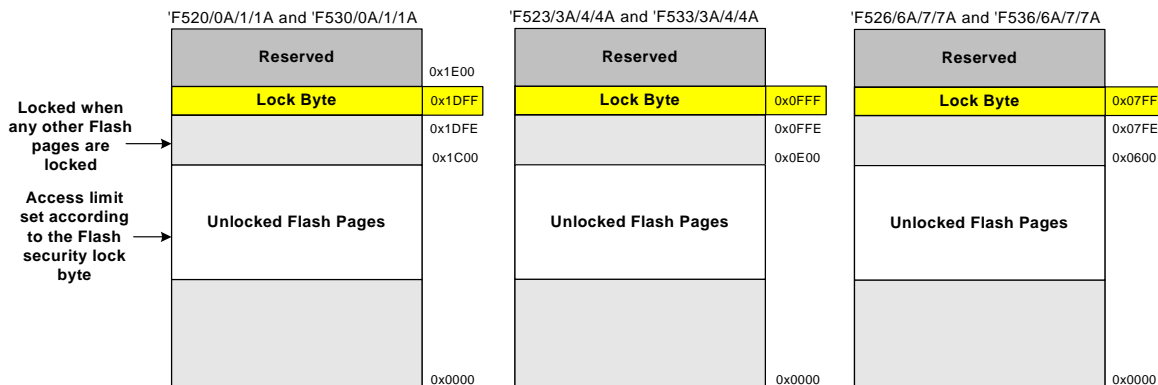 'F520/0A/1/1A and 'F530/0A/1/1A
Reserved
0x1E00
Lock Byte
0x1DFF
0x1DFE
0x1C00
Unlocked Flash Pages
0x0000
Locked when
any other Flash
pages are
locked
Access limit
set according
to the Flash
security lock
byte
'F523/3A/4/4A and 'F533/3A/4/4A
Reserved
Lock Byte
0x0FFF
0x0FFE
0x0E00
Unlocked Flash Pages
0x0000
'F526/6A/7/7A and 'F536/6A/7/7A
Reserved
Lock Byte
0x07FF
0x07FE
0x0600
Unlocked Flash Pages
0x0000